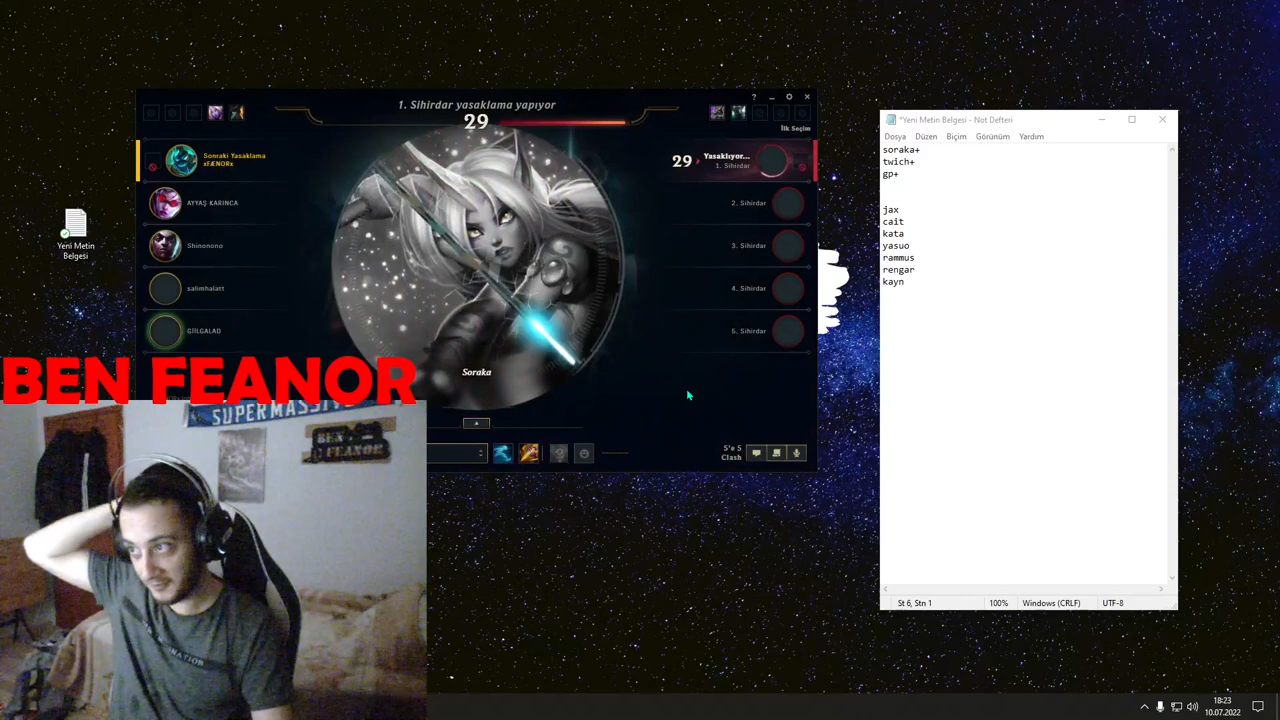 1. Sihirdar yasaklama yapıyor
29
İlk Seçim
Sonraki Yasaklama
xFÆNORx
AYYAŞ KARINCA
Shinonono
salimhalatt
GİİLGALAD
29
Yasaklıyor...
1. Sihirdar
2. Sihirdar
3. Sihirdar
4. Sihirdar
5. Sihirdar
Soraka
5'e 5
Clash
Yeni Metin
Belgesi
*Yeni Metin Belgesi - Not Defteri
Dosya Düzen Biçim Görünüm Yardım
soraka+
twich+
gp+
jax
cait
kata
yasuo
rammus
rengar
kayn
St 6, Stn 1 100% Windows (CRLF) UTF-8
BEN FEANOR
SUPERMASSIVE
BEN
FEANOR
18:23
10.07.2022